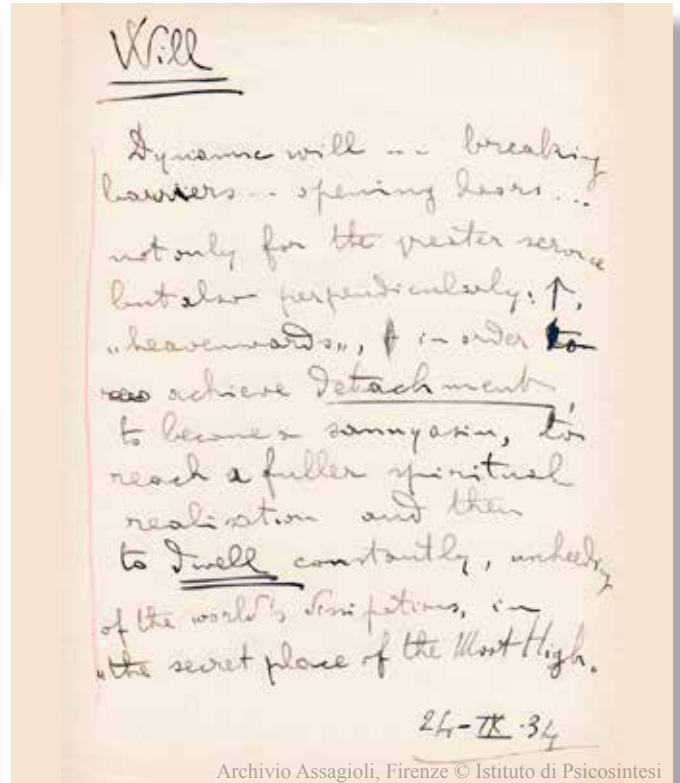 Will
Dynamic will ... breaking
barriers ... opening doors ...
not only for the greater service
but also perpendicularly: ↑,
„heavenwards„, in order to
achieve detachment,
to become a sannyasin, to
reach a fuller spiritual
realisation and then
to dwell constantly, unheeding
of the world's dissipations, in
„the secret place of the Most High.
24-IX-34
Archivio Assagioli, Firenze © Istituto di Psicosintesi